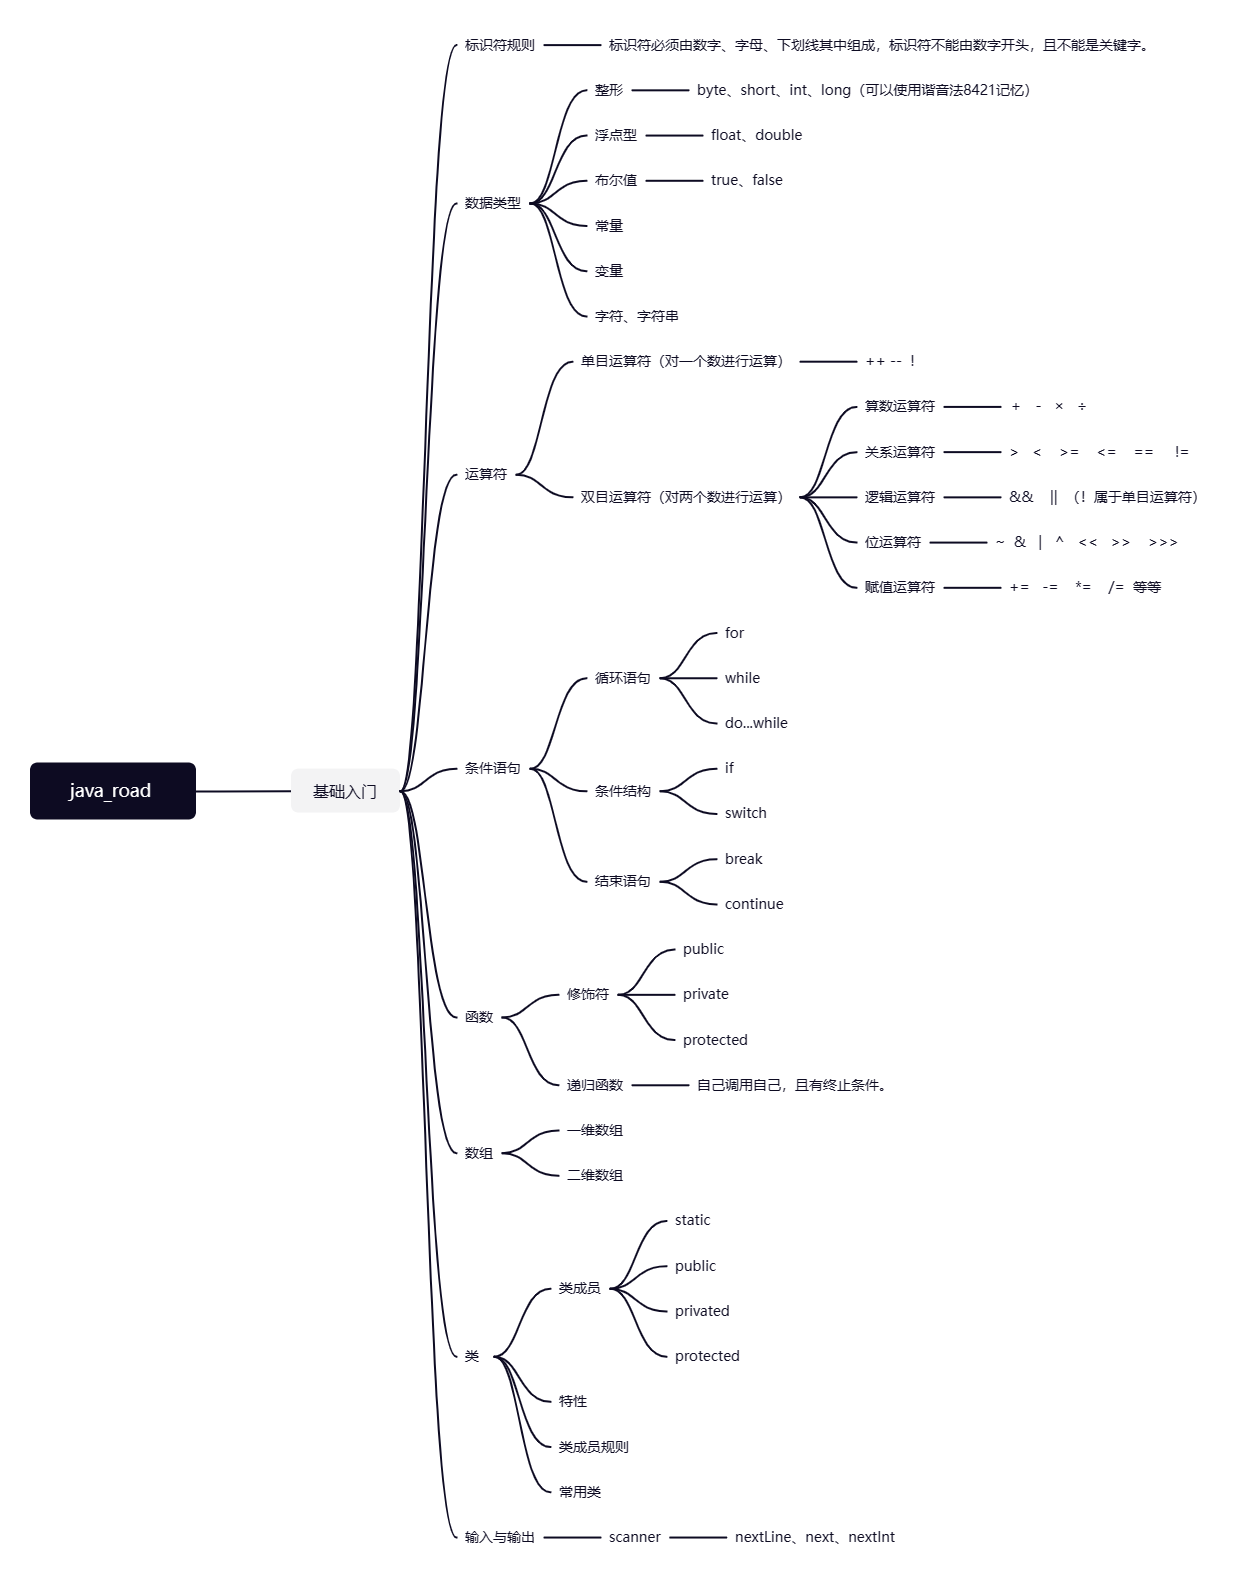 java_road
基础入门
标识符规则
标识符必须由数字、字母、下划线其中组成，标识符不能由数字开头，且不能是关键字。
数据类型
整形
byte、short、int、long（可以使用谐音法8421记忆）
浮点型
float、double
布尔值
true、false
常量
变量
字符、字符串
运算符
单目运算符（对一个数进行运算）
++ -- ！
双目运算符（对两个数进行运算）
算数运算符
+ - × ÷
关系运算符
> < >= <= == !=
逻辑运算符
&& || （！属于单目运算符）
位运算符
~ & | ^ << >> >>>
赋值运算符
+= -= *= /= 等等
条件语句
循环语句
for
while
do...while
条件结构
if
switch
结束语句
break
continue
函数
修饰符
public
private
protected
递归函数
自己调用自己，且有终止条件。
数组
一维数组
二维数组
类
类成员
static
public
privated
protected
特性
类成员规则
常用类
输入与输出
scanner
nextLine、next、nextInt